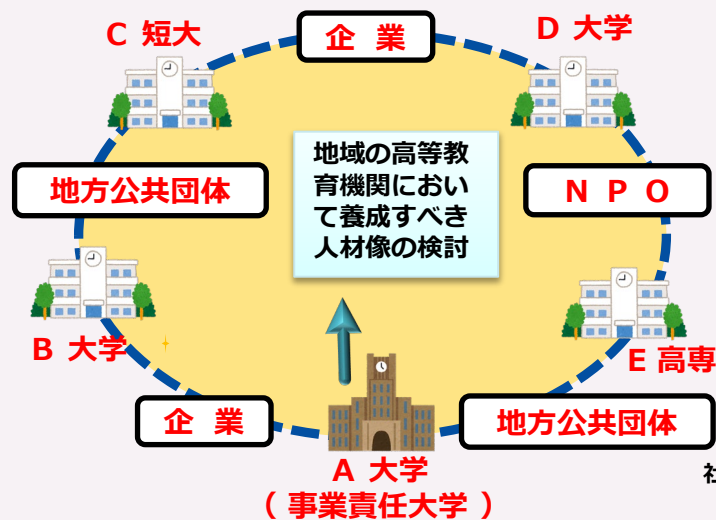 C 短大
企 業
D 大学
地域の高等教
育機関におい
て養成すべき
人材像の検討
地方公共団体
N P O
B 大学
E 高専
企 業
地方公共団体
A 大学
( 事業責任大学 )
社